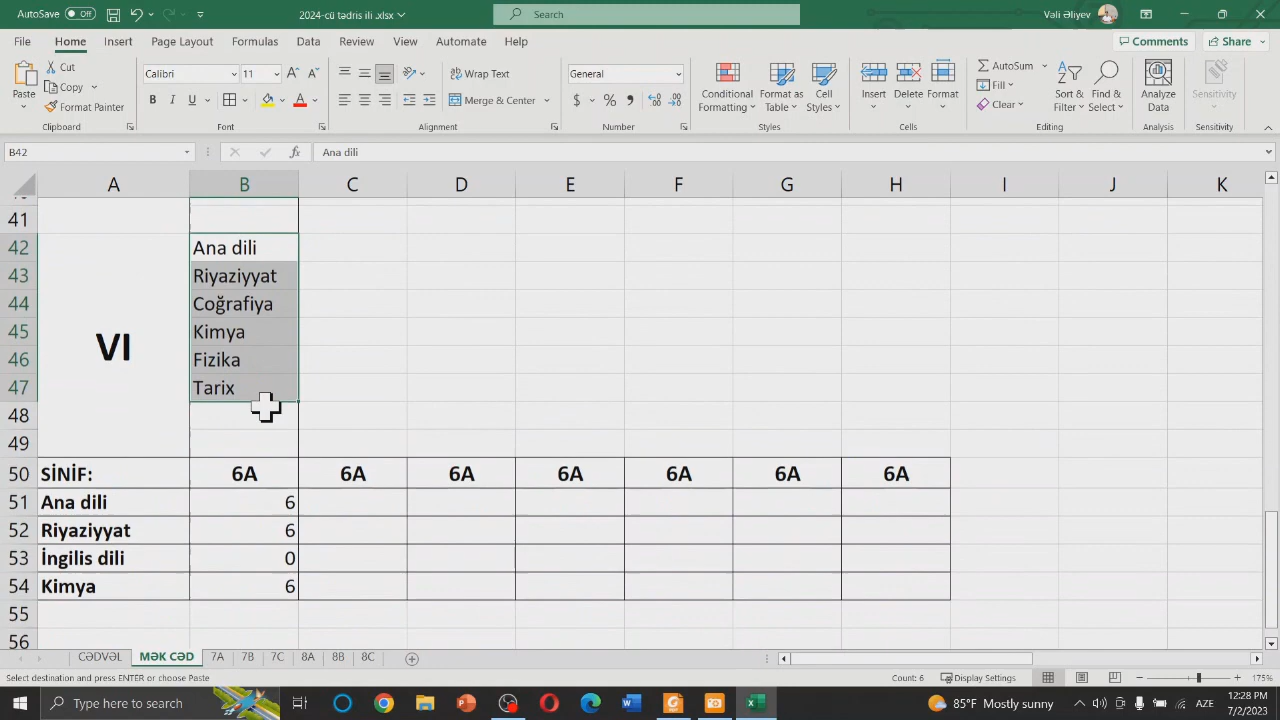 AutoSave Off 2024-cü tədris ili .xlsx Search Vəli Əliyev
File Home Insert Page Layout Formulas Data Review View Automate Help Comments Share
Paste Cut Copy Format Painter Clipboard
Calibri 11 B I U A Font
Wrap Text Merge & Center Alignment
General $ % Number
Conditional Formatting Format as Table Cell Styles Styles
Insert Delete Format Cells
AutoSum Fill Clear Sort & Filter Find & Select Editing
Analyze Data Analysis Sensitivity Sensitivity
B42 fx Ana dili
A B C D E F G H I J K
41
42 Ana dili
43 Riyaziyyat
44 Coğrafiya
45 Kimya
VI
46 Fizika
47 Tarix
48
49
50 SİNİF: 6A 6A 6A 6A 6A 6A 6A
51 Ana dili 6
52 Riyaziyyat 6
53 İngilis dili 0
54 Kimya 6
55
56
CƏDVƏL MƏK CƏD 7A 7B 7C 8A 8B 8C
Select destination and press ENTER or choose Paste Count: 6 Display Settings 175%
Type here to search 85°F Mostly sunny AZE 12:28 PM
7/2/2023